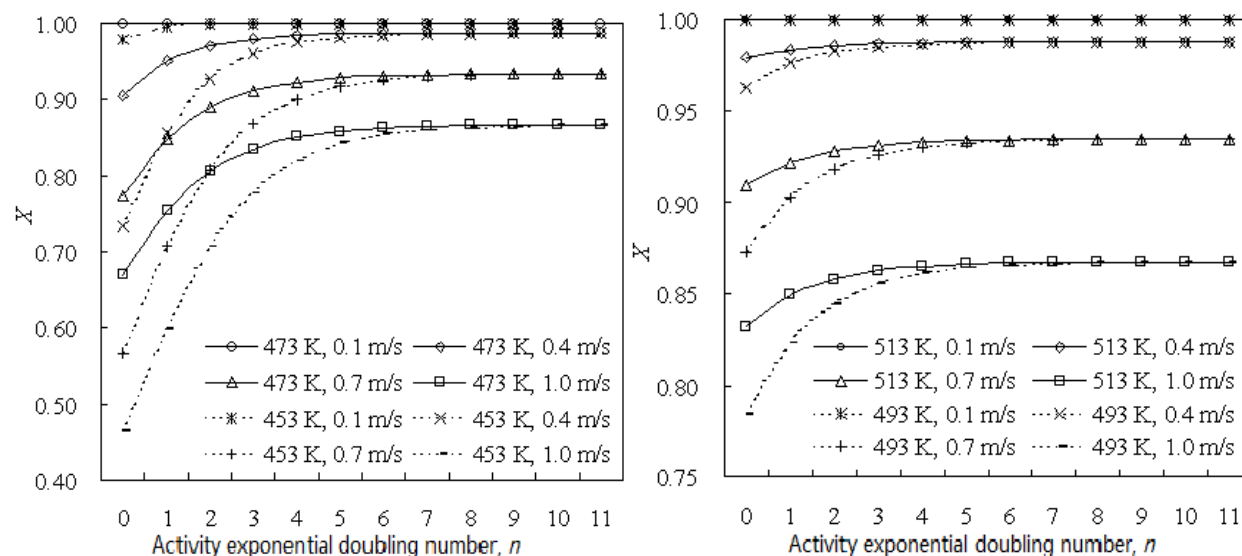 1.00
0.90
0.80
0.70
0.60
0.50
0.40
X
473 K, 0.1 m/s
473 K, 0.4 m/s
473 K, 0.7 m/s
473 K, 1.0 m/s
453 K, 0.1 m/s
453 K, 0.4 m/s
453 K, 0.7 m/s
453 K, 1.0 m/s
0 1 2 3 4 5 6 7 8 9 10 11
Activity exponential doubling number, n
1.00
0.95
0.90
0.85
0.80
0.75
X
513 K, 0.1 m/s
513 K, 0.4 m/s
513 K, 0.7 m/s
513 K, 1.0 m/s
493 K, 0.1 m/s
493 K, 0.4 m/s
493 K, 0.7 m/s
493 K, 1.0 m/s
0 1 2 3 4 5 6 7 8 9 10 11
Activity exponential doubling number, n